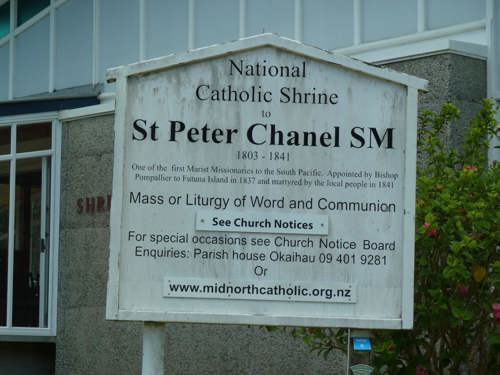 National
Catholic Shrine
to
St Peter Chanel SM
1803 - 1841
One of the first Marist Missionaries to the South Pacific. Appointed by Bishop
Pompallier to Futuna Island in 1837 and martyred by the local people in 1841
Mass or Liturgy of Word and Communion
See Church Notices
For special occasions see Church Notice Board
Enquiries: Parish house Okaihau 09 401 9281
Or
www.midnorthcatholic.org.nz
SHRI